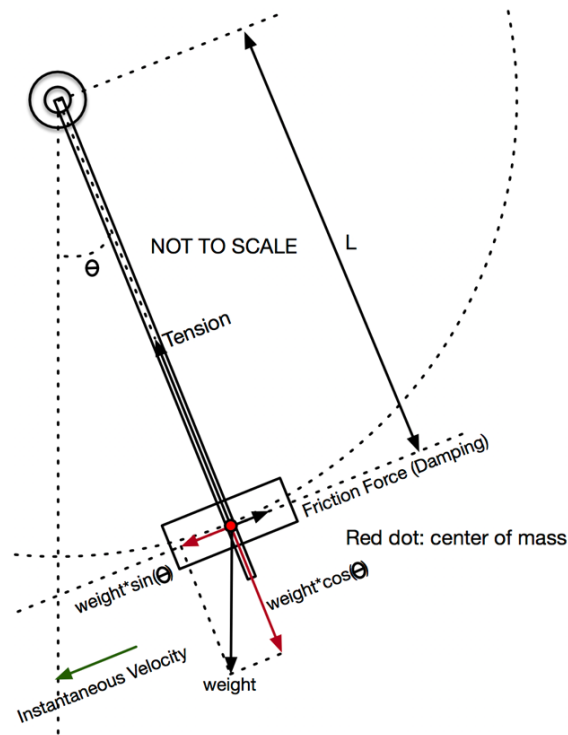 L
NOT TO SCALE
θ
Tension
Friction Force (Damping)
Red dot: center of mass
weight*sin(θ)
weight*cos(θ)
Instantaneous Velocity
weight